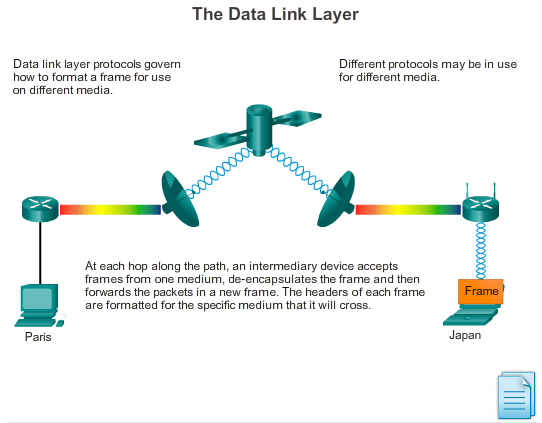 The Data Link Layer
Data link layer protocols govern
how to format a frame for use
on different media.
Different protocols may be in use
for different media.
At each hop along the path, an intermediary device accepts
frames from one medium, de-encapsulates the frame and then
forwards the packets in a new frame. The headers of each frame
are formatted for the specific medium that it will cross.
Frame
Paris
Japan